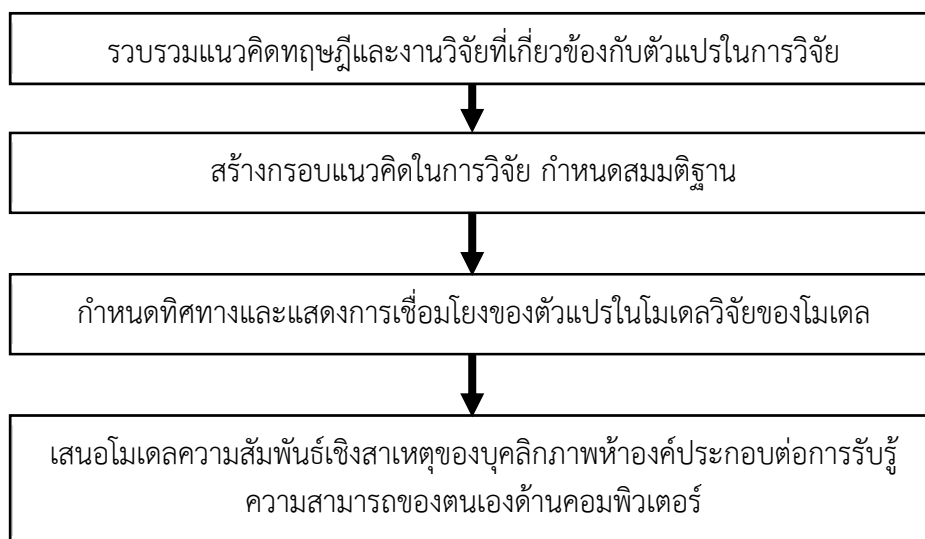 รวบรวมแนวคิดทฤษฎีและงานวิจัยที่เกี่ยวข้องกับตัวแปรในการวิจัย
สร้างกรอบแนวคิดในการวิจัย กำหนดสมมติฐาน
กำหนดทิศทางและแสดงการเชื่อมโยงของตัวแปรในโมเดลวิจัยของโมเดล
เสนอโมเดลความสัมพันธ์เชิงสาเหตุของบุคลิกภาพห้าองค์ประกอบต่อการรับรู้
ความสามารถของตนเองด้านคอมพิวเตอร์